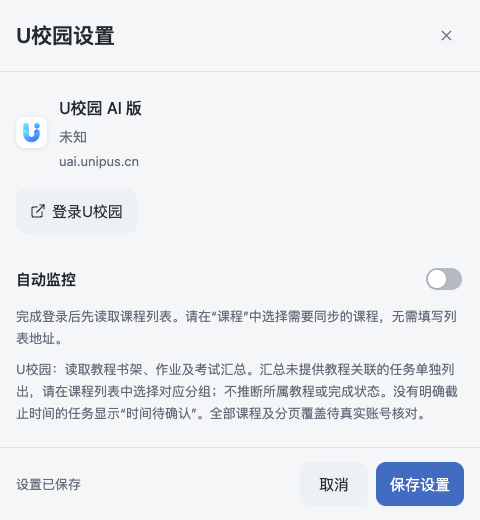 U校园设置
U校园 AI 版
未知
uai.unipus.cn
登录U校园
自动监控
完成登录后先读取课程列表。请在“课程”中选择需要同步的课程，无需填写列
表地址。
U校园：读取教程书架、作业及考试汇总。汇总未提供教程关联的任务单独列
出，请在课程列表中选择对应分组；不推断所属教程或完成状态。没有明确截
止时间的任务显示“时间待确认”。全部课程及分页覆盖待真实账号核对。
设置已保存
取消
保存设置